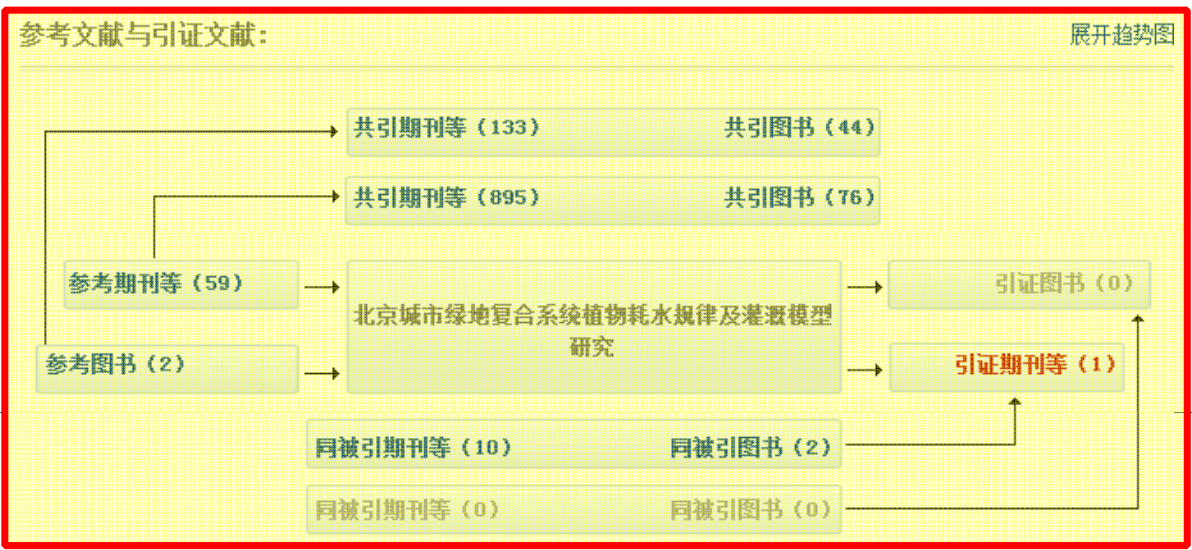 参考文献与引证文献:
展开趋势图
共引期刊等（133） 共引图书（44）
共引期刊等（895） 共引图书（76）
参考期刊等（59）
引证图书（0）
北京城市绿地复合系统植物耗水规律及灌溉模型
研究
参考图书（2）
引证期刊等（1）
同被引期刊等（10） 同被引图书（2）
同被引期刊等（0） 同被引图书（0）